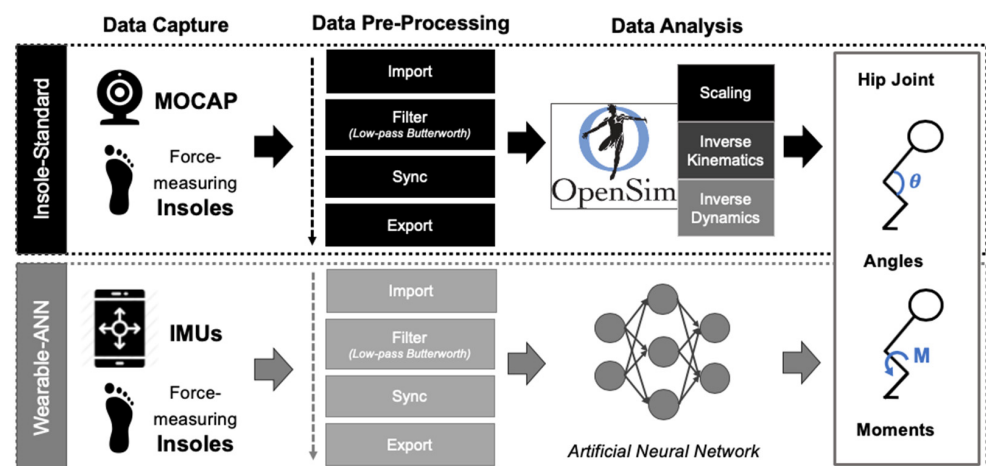 Data Capture
Data Pre-Processing
Data Analysis
Insole-Standard
MOCAP
Force-
measuring
Insoles
Import
Filter
(Low-pass Butterworth)
Sync
Export
OpenSim
Scaling
Inverse
Kinematics
Inverse
Dynamics
Hip Joint
θ
Angles
M
Moments
Wearable-ANN
IMUs
Force-
measuring
Insoles
Import
Filter
(Low-pass Butterworth)
Sync
Export
Artificial Neural Network